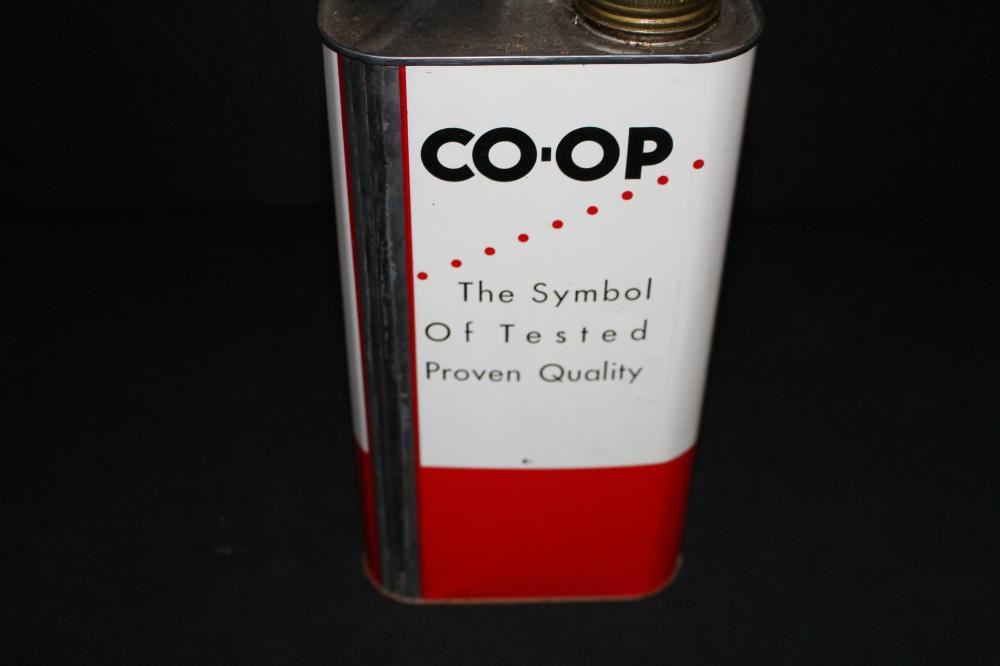 CO-OP
The Symbol
Of Tested
Proven Quality